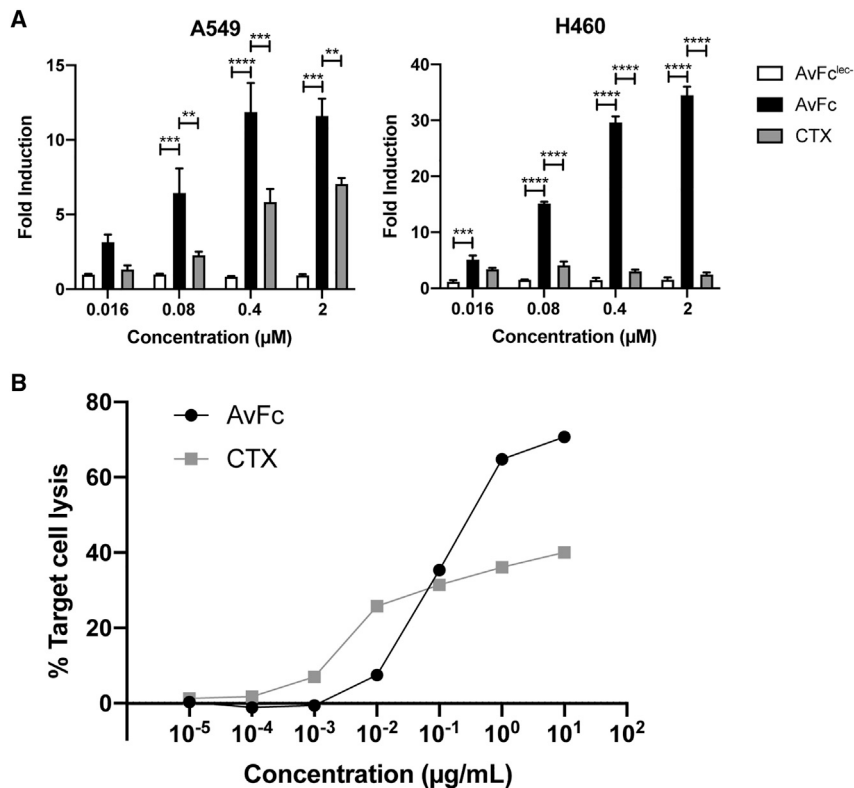 A
A549
H460
AvFc^lec-
AvFc
CTX
Fold Induction
15
10
5
0
*** **** *** *** ** ***
** 
0.016 0.08 0.4 2
Concentration (µM)
Fold Induction
40
30
20
10
0
*** **** **** **** **** **** ****
0.016 0.08 0.4 2
Concentration (µM)
B
AvFc
CTX
% Target cell lysis
80
60
40
20
0
10^-5 10^-4 10^-3 10^-2 10^-1 10^0 10^1 10^2
Concentration (µg/mL)